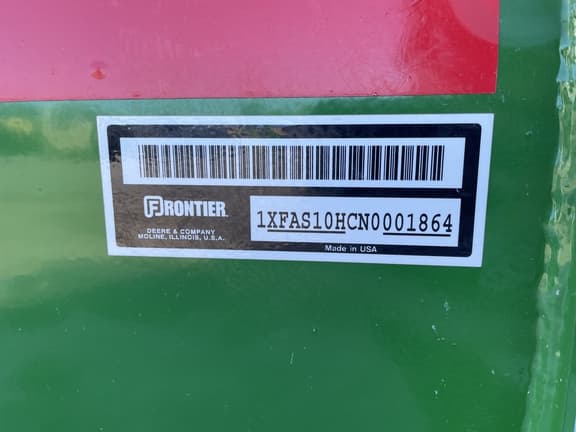 FRONTIER
DEERE & COMPANY
MOLINE, ILLINOIS, U.S.A.
1XFAS10HCN0001864
Made in USA